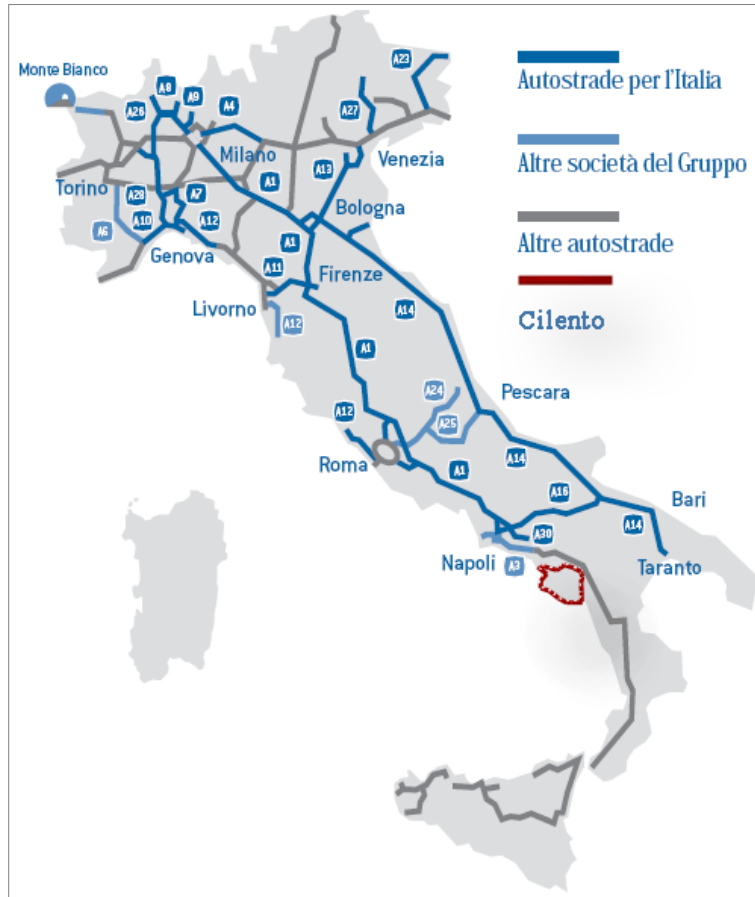 Monte Bianco
A8
A9
A26
A4
A23
A27
Autostrade per l'Italia
Milano
A1
A13
Venezia
Altre società del Gruppo
Torino
A28
A7
A6
A10
A12
Bologna
Genova
A1
A11
Firenze
Altre autostrade
Livorno
A12
A14
Cilento
A1
A24
Pescara
A12
A25
Roma
A1
A14
A16
Bari
A14
A30
Napoli
A3
Taranto